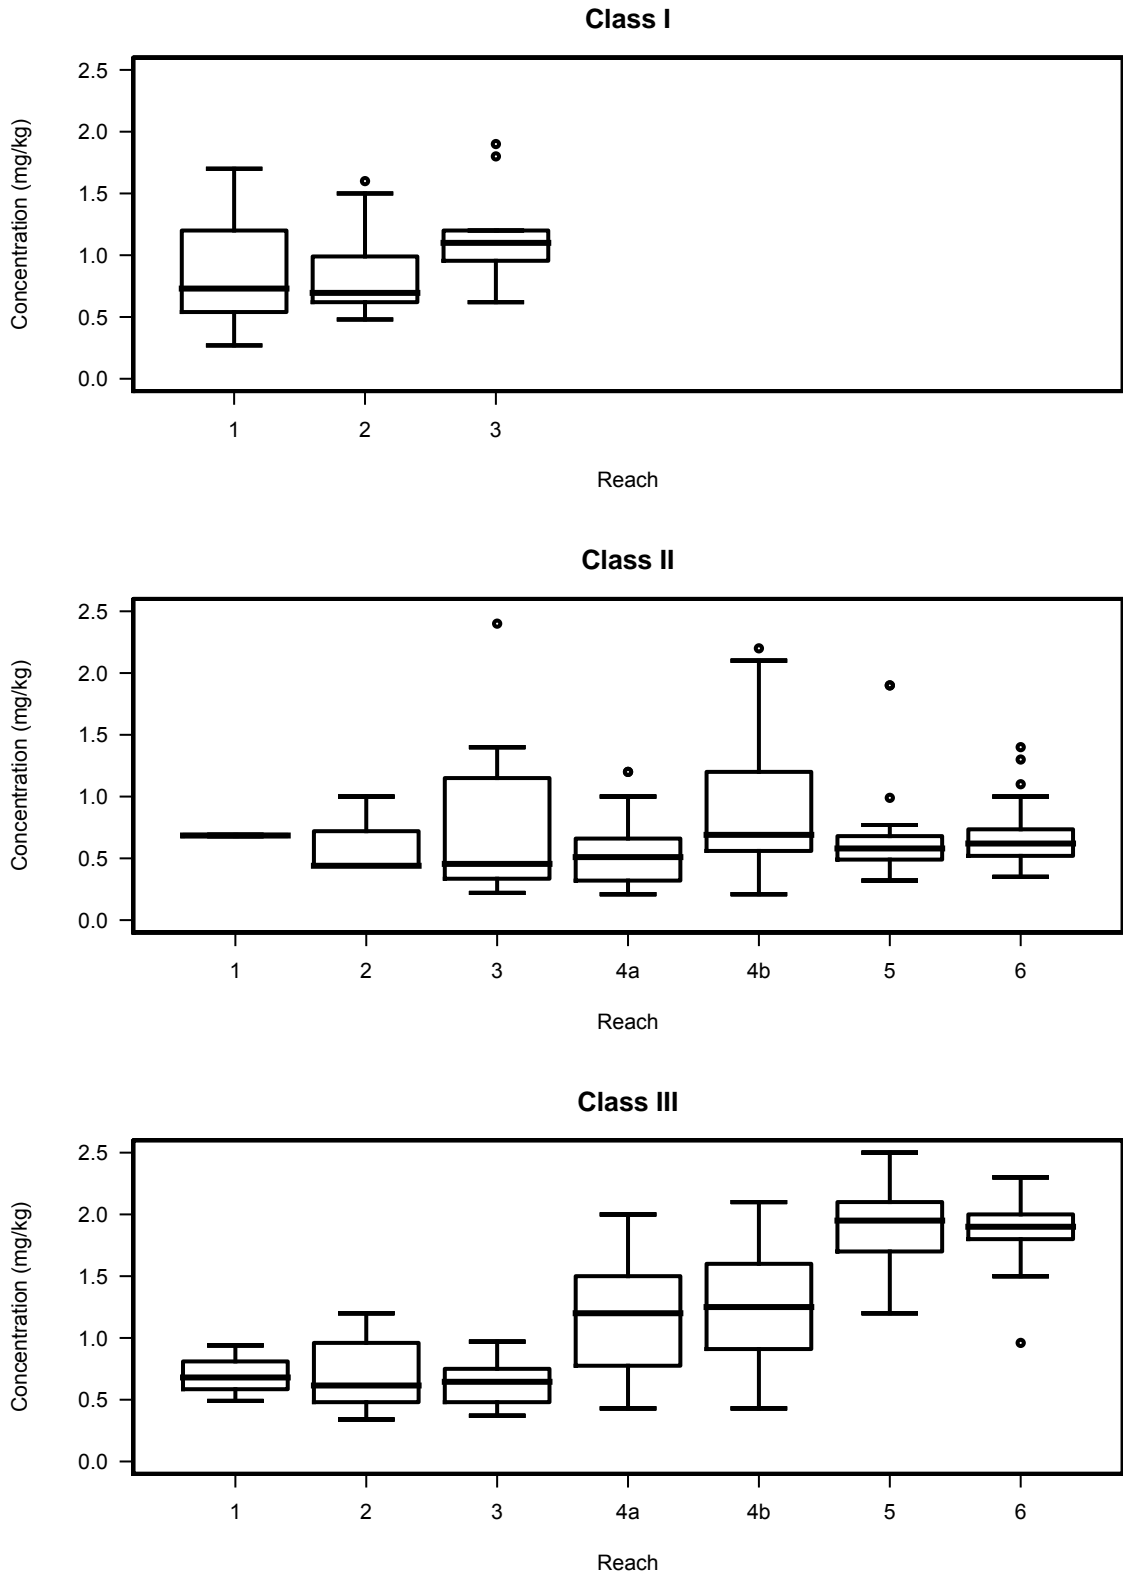 Class I
Concentration (mg/kg)
2.5
2.0
1.5
1.0
0.5
0.0
1 2 3
Reach
Class II
Concentration (mg/kg)
2.5
2.0
1.5
1.0
0.5
0.0
1 2 3 4a 4b 5 6
Reach
Class III
Concentration (mg/kg)
2.5
2.0
1.5
1.0
0.5
0.0
1 2 3 4a 4b 5 6
Reach